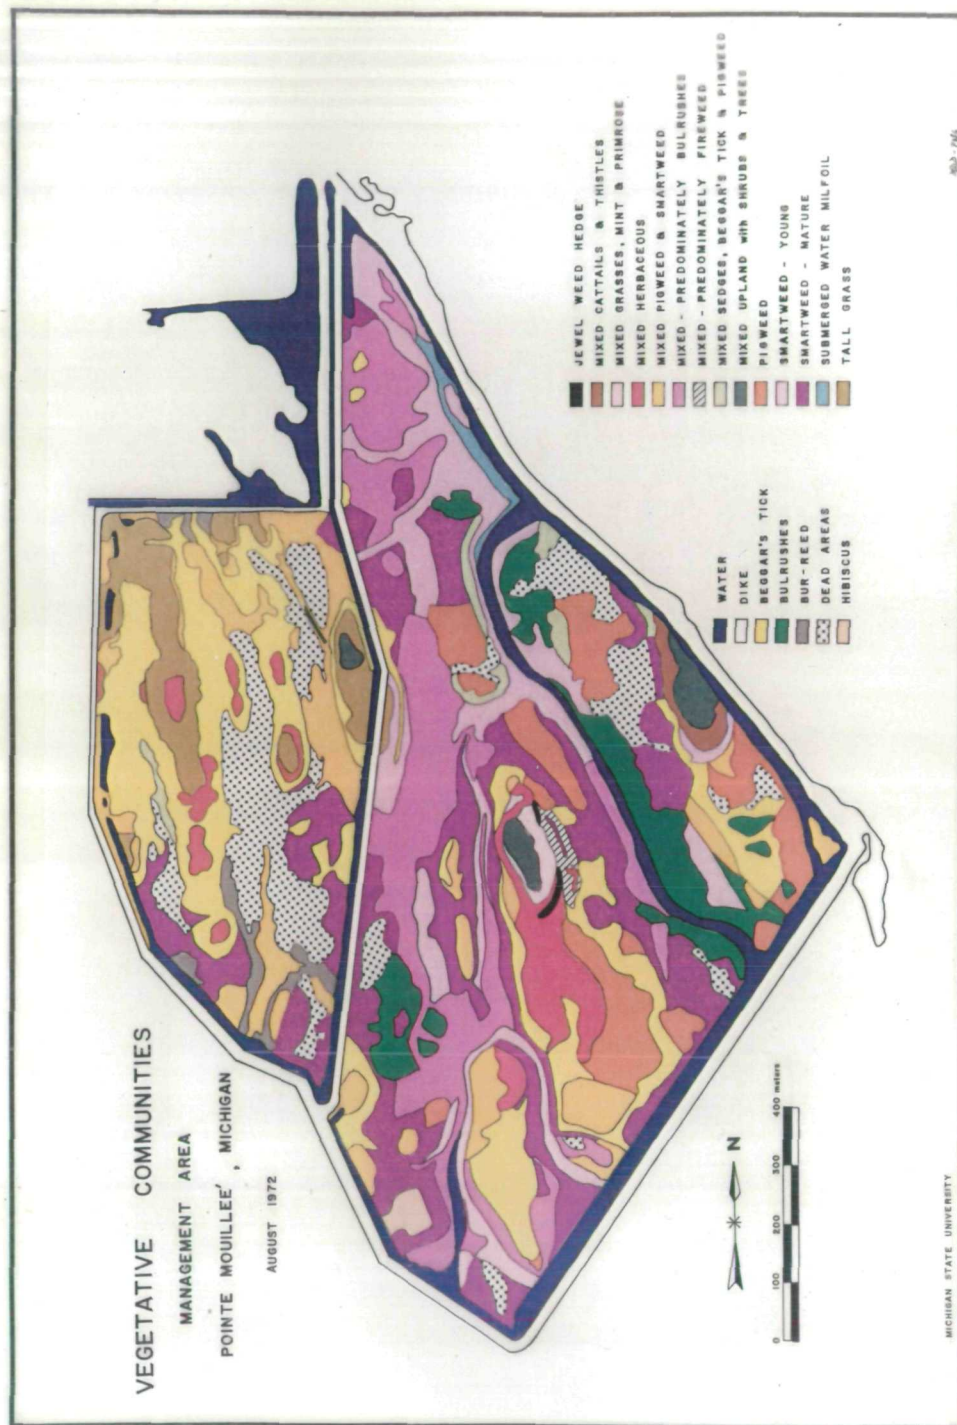 VEGETATIVE COMMUNITIES
MANAGEMENT AREA
POINTE MOUILLEE', MICHIGAN
AUGUST 1972
0 100 200 300 400 meters
N
WATER
DIKE
BEGGAR'S TICK
BULRUSHES
BUR-REED
DEAD AREAS
HIBISCUS
JEWEL WEED HEDGE
MIXED CATTAILS & THISTLES
MIXED GRASSES, MINT & PRIMROSE
MIXED HERBACEOUS
MIXED PIGWEED & SMARTWEED
MIXED - PREDOMINATELY BULRUSHES
MIXED - PREDOMINATELY FIREWEED
MIXED SEDGES, BEGGAR'S TICK & PIGWEED
MIXED UPLAND with SHRUBS & TREES
PIGWEED
SMARTWEED - YOUNG
SMARTWEED - MATURE
SUBMERGED WATER MILFOIL
TALL GRASS
MICHIGAN STATE UNIVERSITY